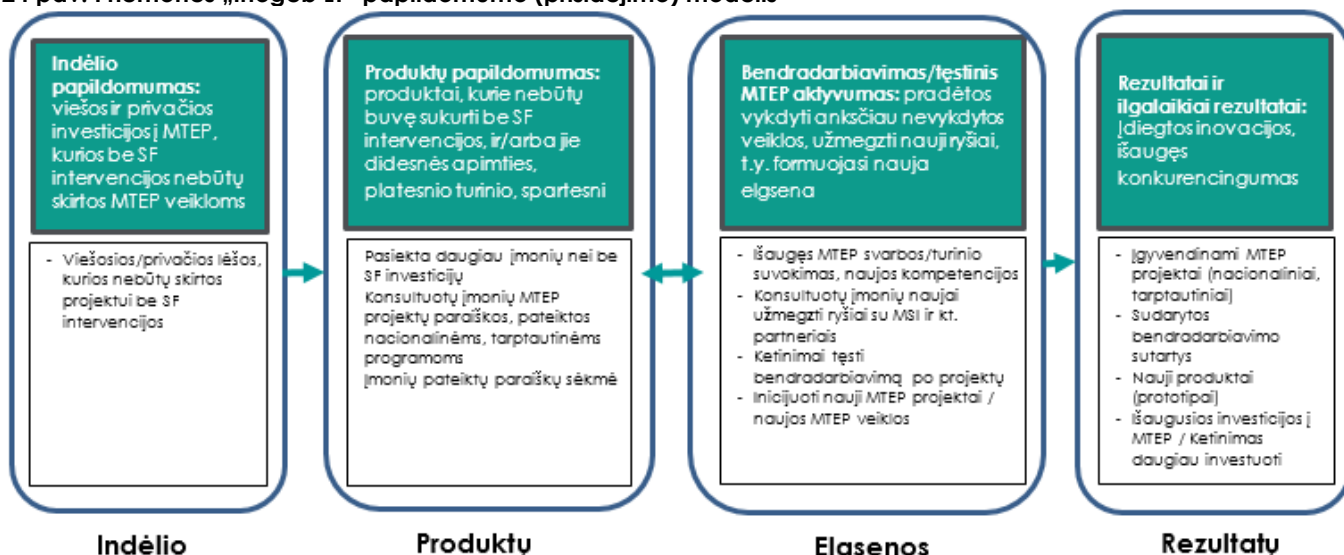 Indėlio
papildomumas:
viešos ir privačios
investicijos į MTEP,
kurios be SF
intervencijos nebūtų
skirtos MTEP veikloms
- Viešosios/privačios lėšos,
kurios nebūtų skirtos
projektui be SF
intervencijos
Indėlio
Produktų papildomumas:
produktai, kurie nebūtų
buvę sukurti be SF
intervencijos, ir/arba jie
didesnės apimties,
platesnio turinio, spartesni
Pasiekta daugiau įmonių nei be
SF investicijų
Konsultuotų įmonių MTEP
projektų paraiškos, pateiktos
nacionalinėms, tarptautinėms
programoms
Įmonių pateiktų paraiškų sėkmė
Produktų
Bendradarbiavimas/tęstinis
MTEP aktyvumas: pradėtos
vykdyti anksčiau nevykdytos
veiklos, užmegzti nauji ryšiai,
t.y. formuojasi nauja
elgsena
- Išaugęs MTEP svarbos/turinio
suvokimas, naujos kompetencijos
- Konsultuotų įmonių naujai
užmegzti ryšiai su MSI ir kt.
partneriais
- Ketinimai tęsti
bendradarbiavimą po projektų
- Inicijuoti nauji MTEP projektai /
naujos MTEP veiklos
Elgsenos
Rezultatai ir
ilgalaikiai rezultatai:
Įdiegtos inovacijos,
išaugęs
konkurencingumas
- Įgyvendinami MTEP
projektai (nacionaliniai,
tarptautiniai)
- Sudarytos
bendradarbiavimo
sutartys
- Nauji produktai
(prototipai)
- Išaugusios investicijos į
MTEP / Ketinimas
daugiau investuoti
Rezultatų